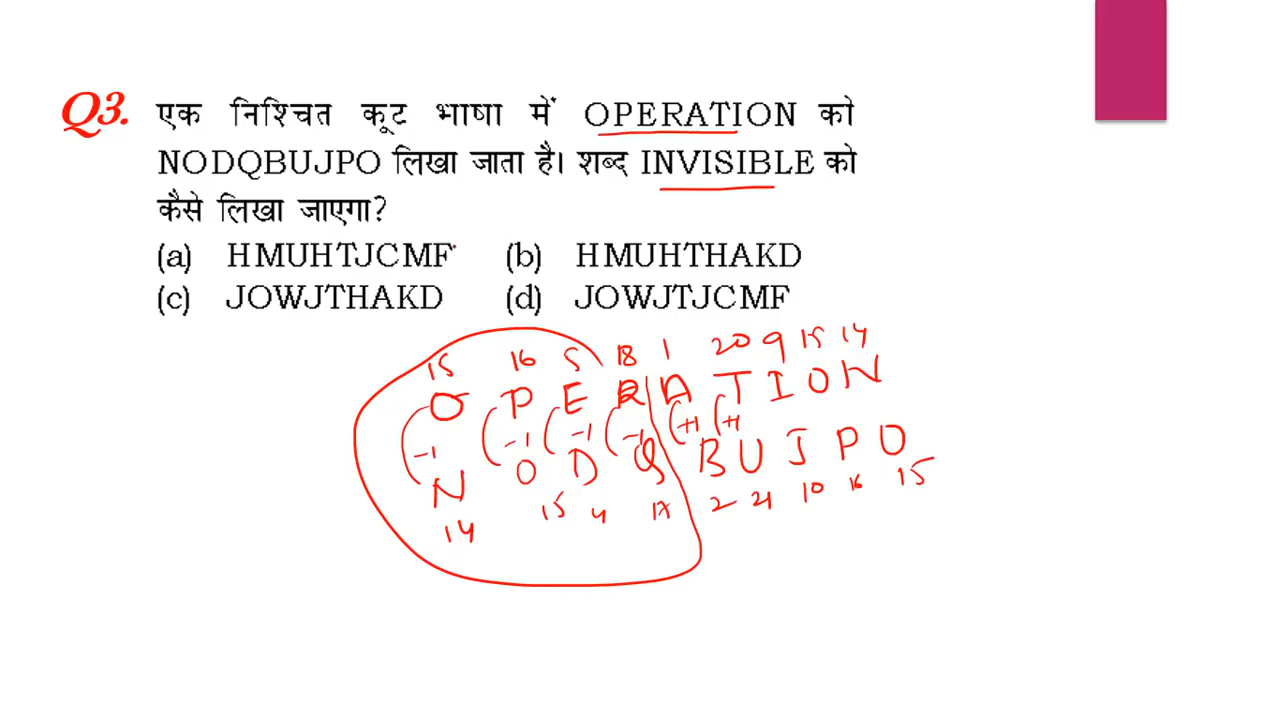 Q3. एक निश्चित कूट भाषा में OPERATION को
NODQBUJPO लिखा जाता है। शब्द INVISIBLE को
कैसे लिखा जाएगा?
(a) HMUHTJCMF (b) HMUHTHAKD
(c) JOWJTHAKD (d) JOWJTJCMF
15 16 5 18 1 20 9 15 14
O P E R A T I O N
-1 -1 -1 -1 +1 +1
N O D Q B U J P O
14 15 4 17 2 21 10 16 15